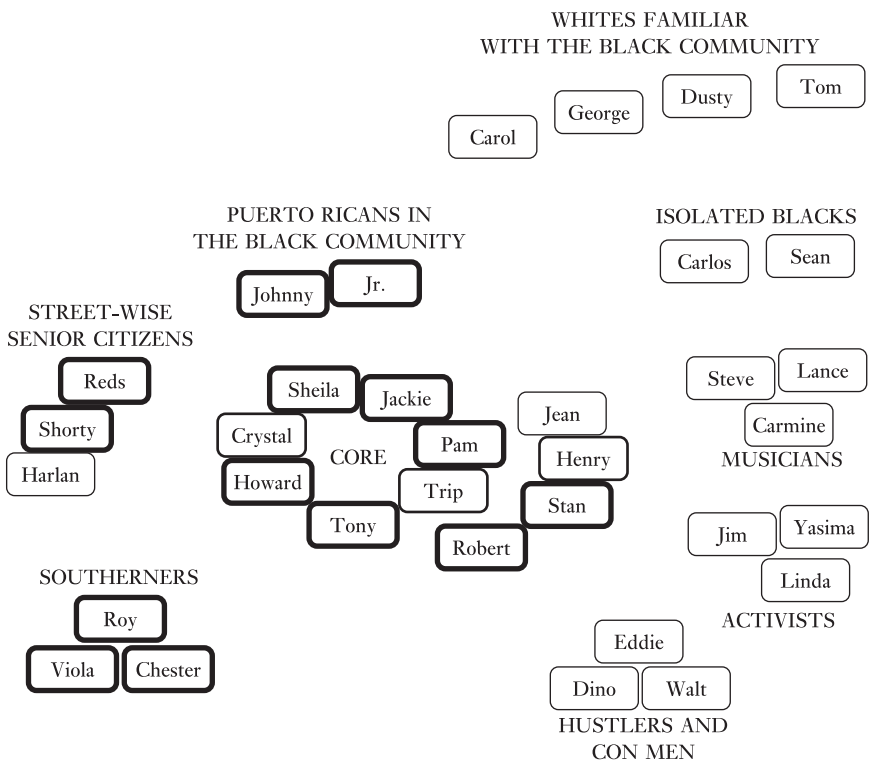 WHITES FAMILIAR
WITH THE BLACK COMMUNITY
Carol
George
Dusty
Tom
PUERTO RICANS IN
THE BLACK COMMUNITY
Johnny
Jr.
ISOLATED BLACKS
Carlos
Sean
STREET-WISE
SENIOR CITIZENS
Reds
Shorty
Harlan
Sheila
Jackie
Crystal
CORE
Pam
Howard
Trip
Tony
Jean
Henry
Stan
Robert
Steve
Lance
Carmine
MUSICIANS
Jim
Yasima
Linda
ACTIVISTS
SOUTHERNERS
Roy
Viola
Chester
Eddie
Dino
Walt
HUSTLERS AND
CON MEN